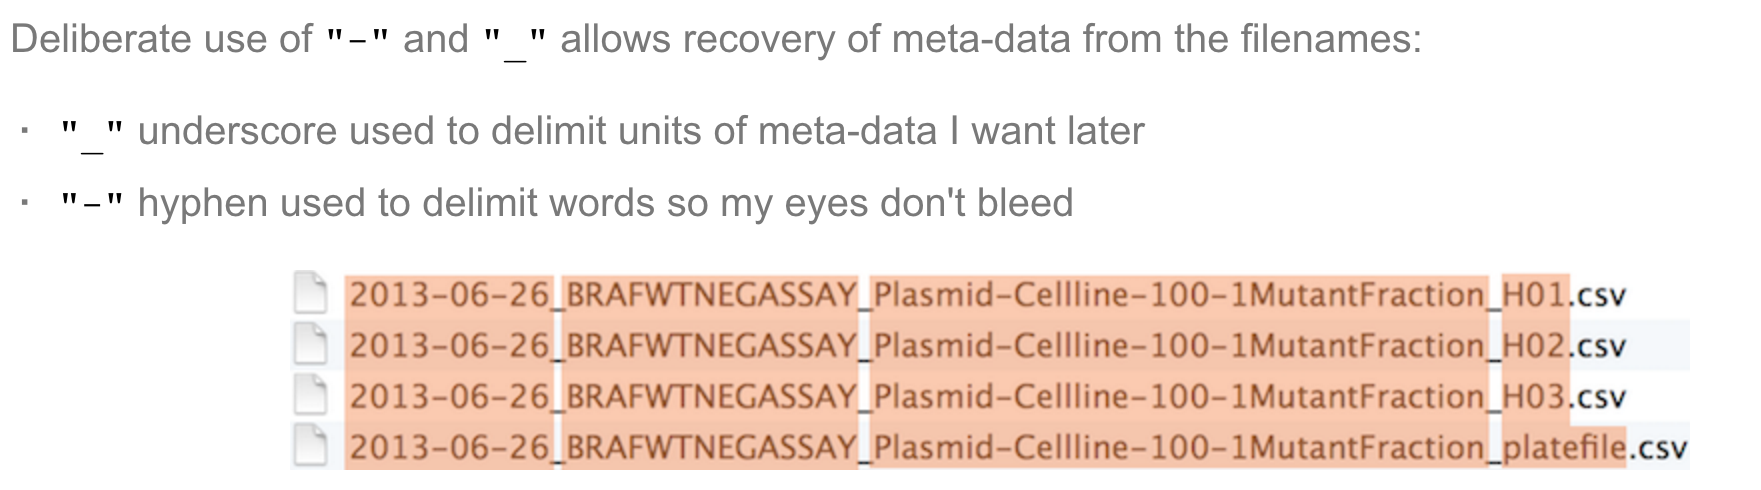 Deliberate use of "-" and "_" allows recovery of meta-data from the filenames:
· "_" underscore used to delimit units of meta-data I want later
· "-" hyphen used to delimit words so my eyes don't bleed
2013-06-26_BRAFWTNEGASSAY_Plasmid-Cellline-100-1MutantFraction_H01.csv
2013-06-26_BRAFWTNEGASSAY_Plasmid-Cellline-100-1MutantFraction_H02.csv
2013-06-26_BRAFWTNEGASSAY_Plasmid-Cellline-100-1MutantFraction_H03.csv
2013-06-26_BRAFWTNEGASSAY_Plasmid-Cellline-100-1MutantFraction_platefile.csv